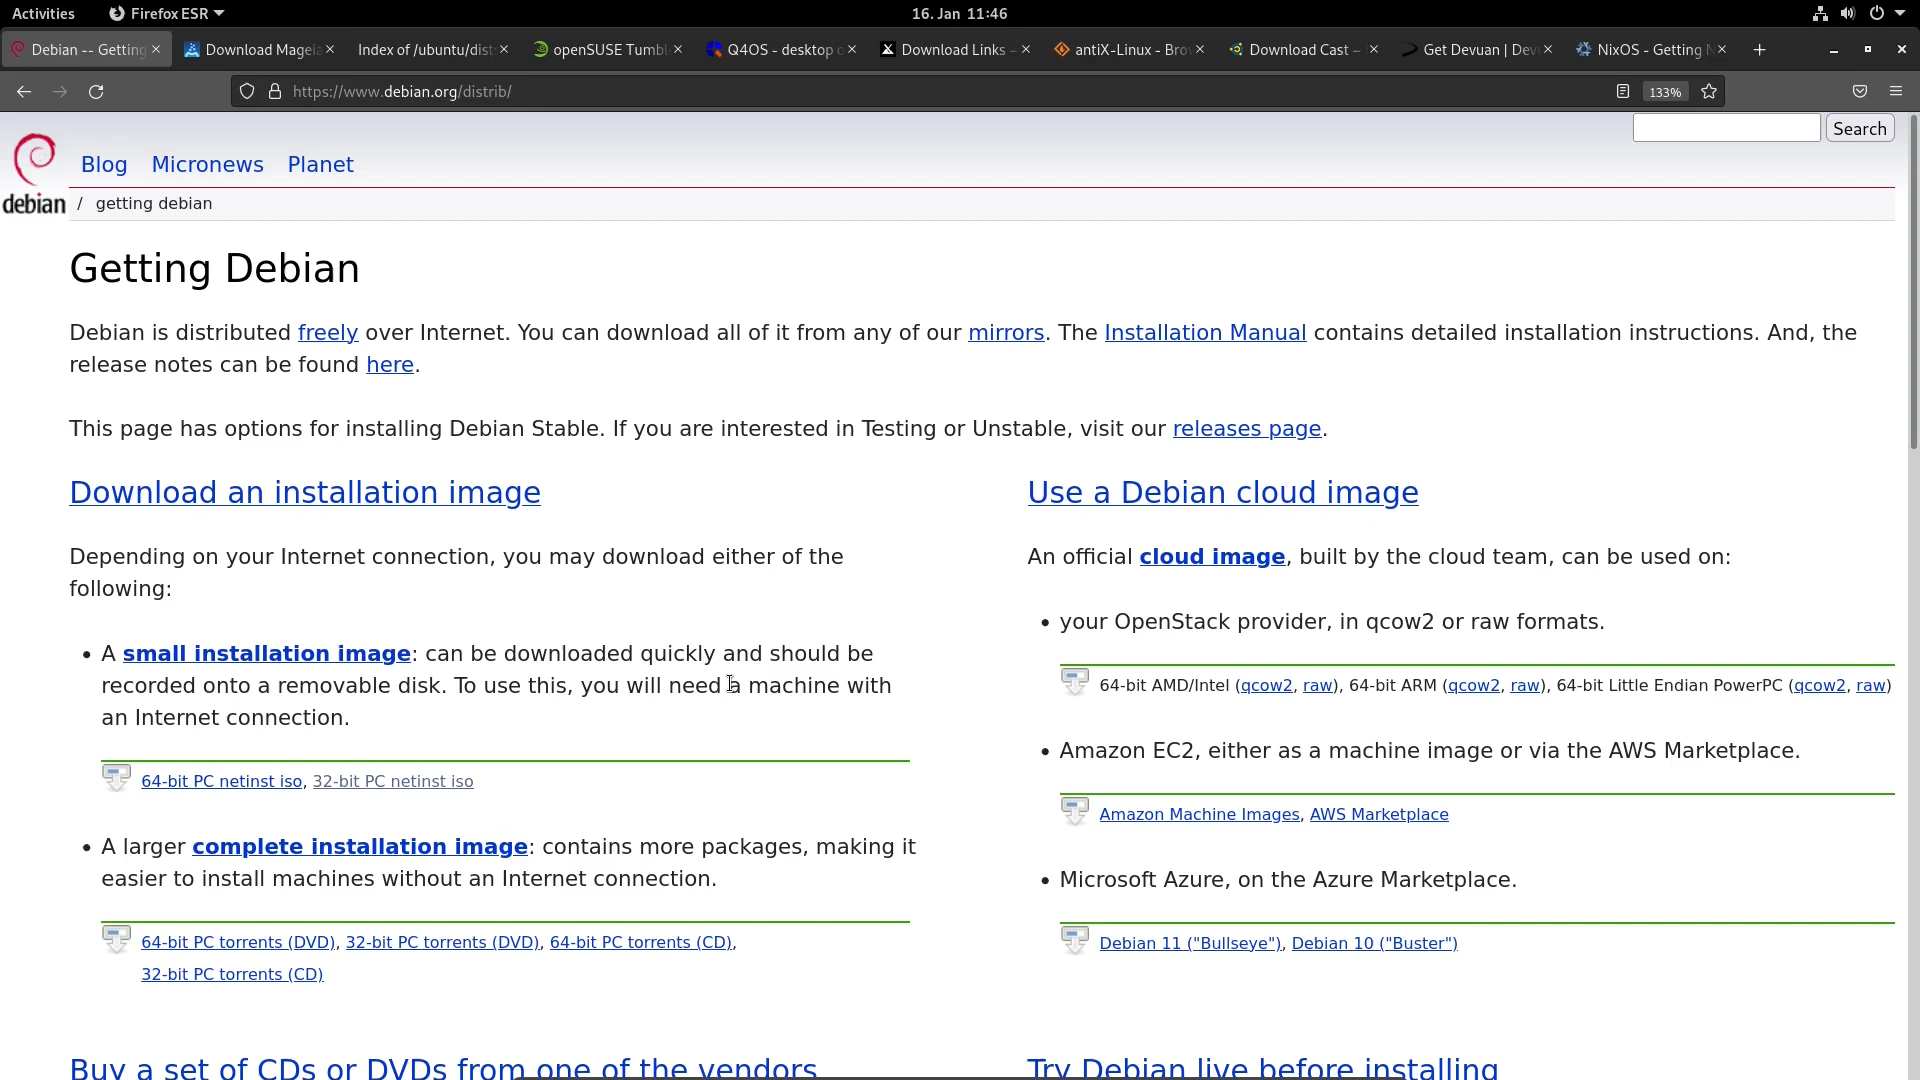 Activities
Firefox ESR
16. Jan 11:46
Debian -- Getting
Download Mageia
Index of /ubuntu/dist
openSUSE Tumbl
Q4OS - desktop o
Download Links –
antiX-Linux - Brow
Download Cast –
Get Devuan | Dev
NixOS - Getting N
https://www.debian.org/distrib/
133%
Search
Blog
Micronews
Planet
debian
/ getting debian
Getting Debian
Debian is distributed freely over Internet. You can download all of it from any of our mirrors. The Installation Manual contains detailed installation instructions. And, the
release notes can be found here.
This page has options for installing Debian Stable. If you are interested in Testing or Unstable, visit our releases page.
Download an installation image
Depending on your Internet connection, you may download either of the
following:
• A small installation image: can be downloaded quickly and should be
recorded onto a removable disk. To use this, you will need a machine with
an Internet connection.
64-bit PC netinst iso, 32-bit PC netinst iso
• A larger complete installation image: contains more packages, making it
easier to install machines without an Internet connection.
64-bit PC torrents (DVD), 32-bit PC torrents (DVD), 64-bit PC torrents (CD),
32-bit PC torrents (CD)
Buy a set of CDs or DVDs from one of the vendors
Use a Debian cloud image
An official cloud image, built by the cloud team, can be used on:
• your OpenStack provider, in qcow2 or raw formats.
64-bit AMD/Intel (qcow2, raw), 64-bit ARM (qcow2, raw), 64-bit Little Endian PowerPC (qcow2, raw)
• Amazon EC2, either as a machine image or via the AWS Marketplace.
Amazon Machine Images, AWS Marketplace
• Microsoft Azure, on the Azure Marketplace.
Debian 11 ("Bullseye"), Debian 10 ("Buster")
Try Debian live before installing